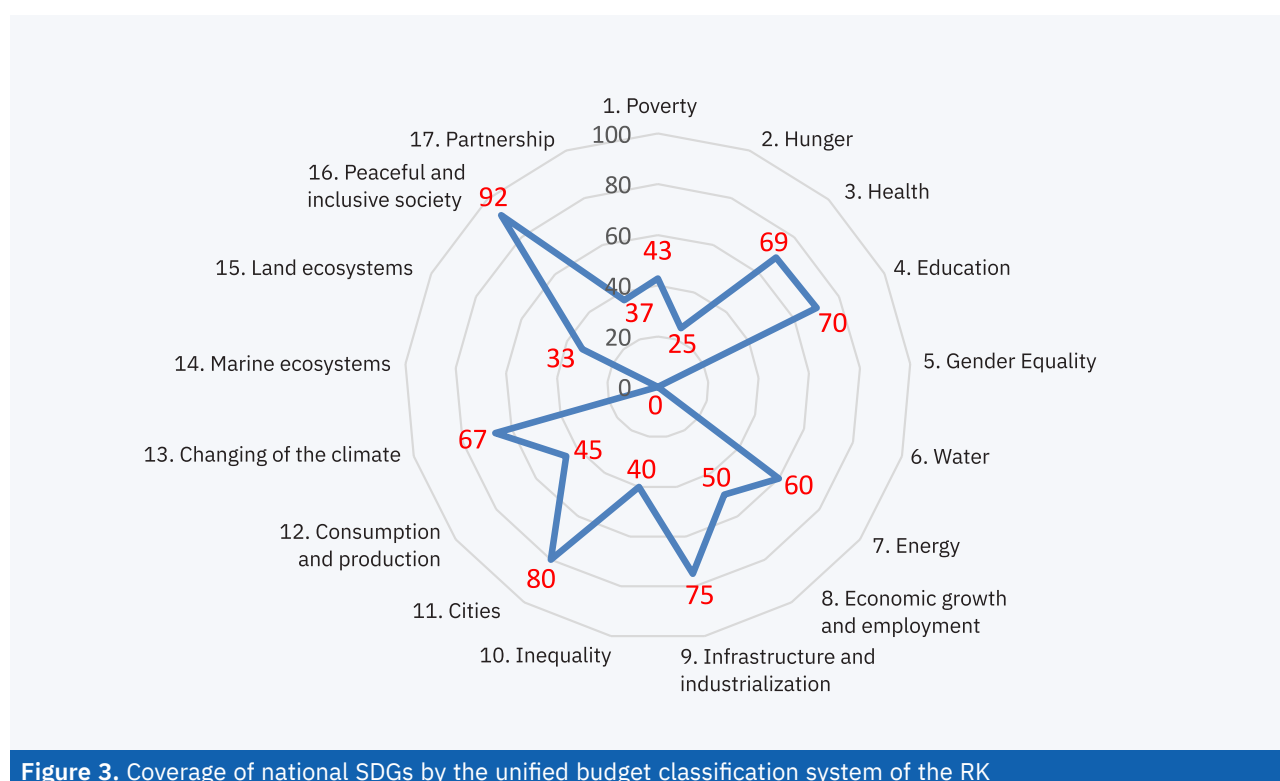 1. Poverty
17. Partnership
100
2. Hunger
16. Peaceful and
inclusive society
92
80
3. Health
60
43
69
15. Land ecosystems
4. Education
40
37
70
20
25
33
14. Marine ecosystems
5. Gender Equality
0
0
67
45
13. Changing of the climate
6. Water
40
50
60
12. Consumption
and production
7. Energy
80
75
11. Cities
8. Economic growth
and employment
10. Inequality
9. Infrastructure and
industrialization
Figure 3. Coverage of national SDGs by the unified budget classification system of the RK